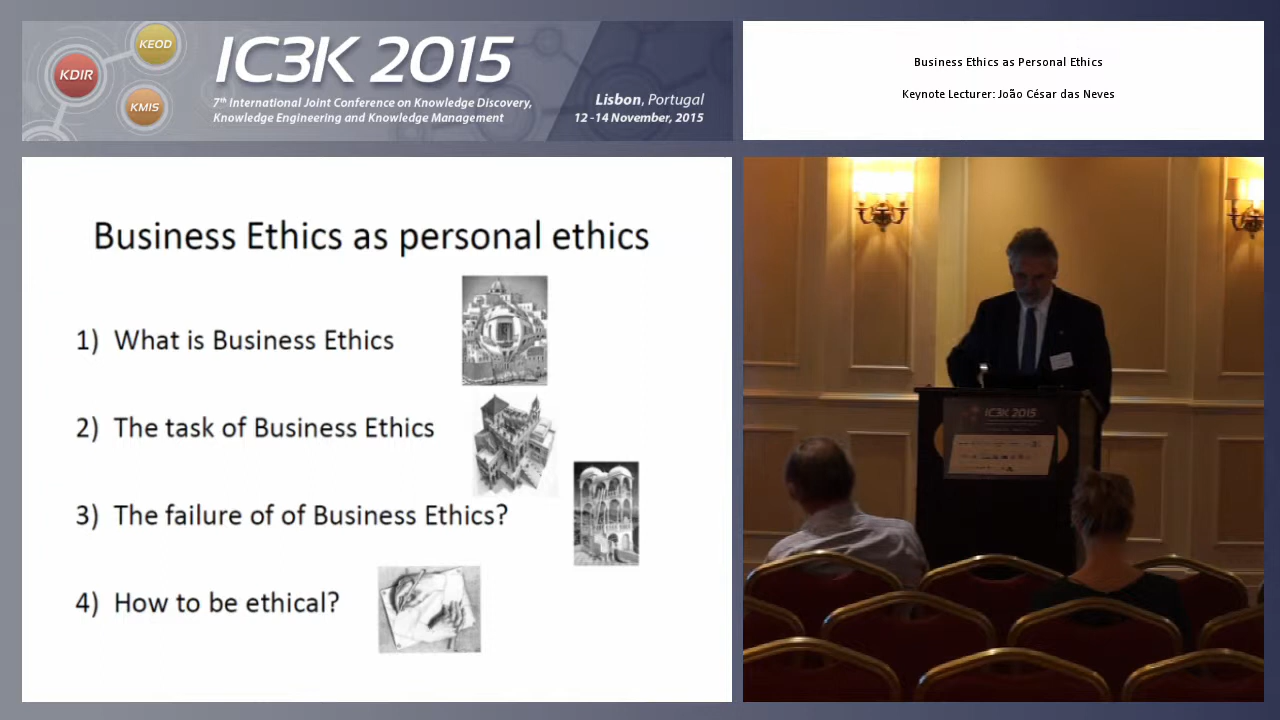 KEOD
KDIR
KMIS
IC3K 2015
7th International Joint Conference on Knowledge Discovery,
Knowledge Engineering and Knowledge Management
Lisbon, Portugal
12 -14 November, 2015
Business Ethics as Personal Ethics
Keynote Lecturer: João César das Neves
Business Ethics as personal ethics
1) What is Business Ethics
2) The task of Business Ethics
3) The failure of of Business Ethics?
4) How to be ethical?
IC3K 2015